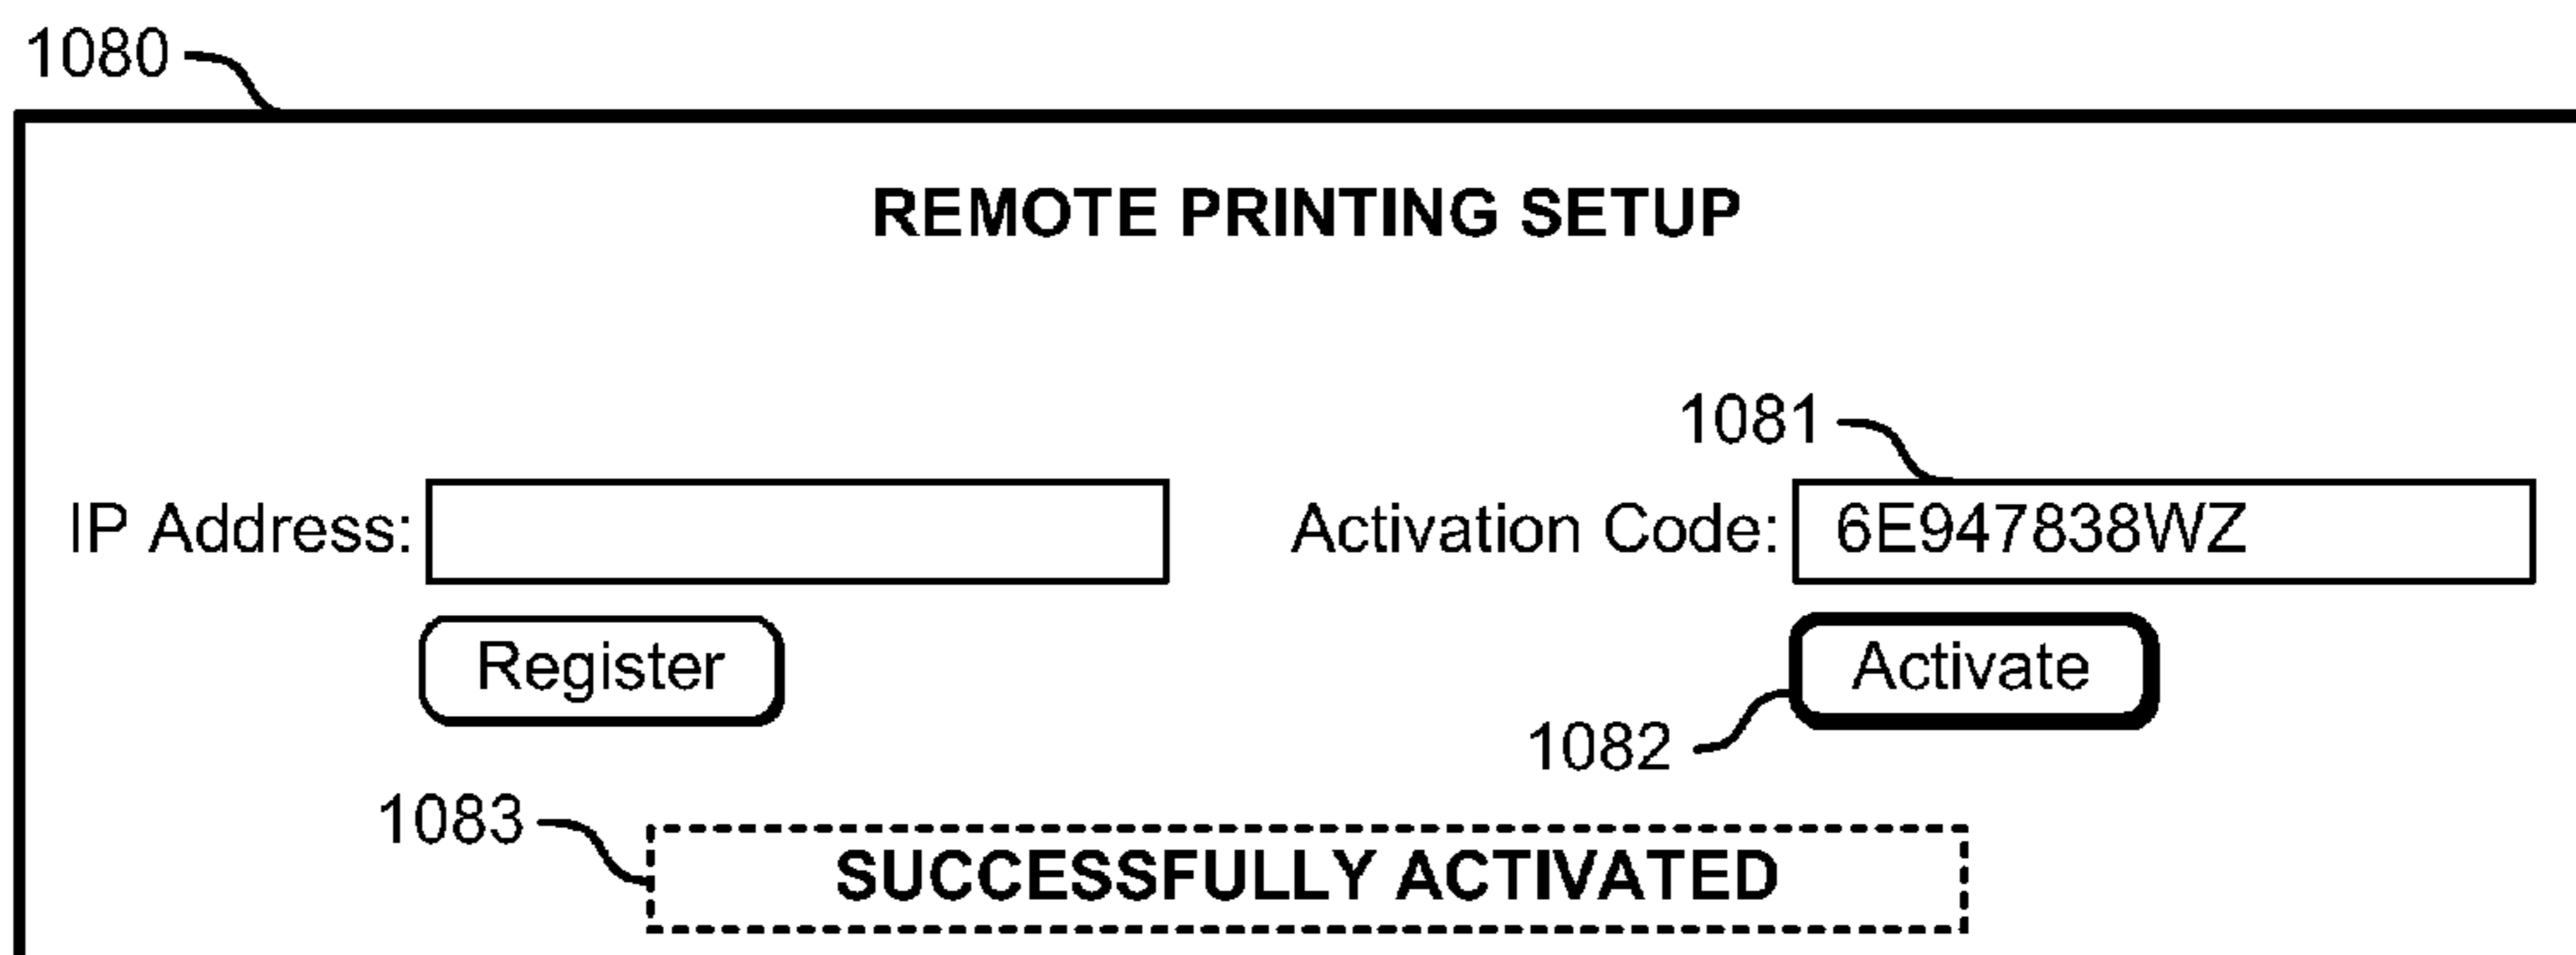 1080
REMOTE PRINTING SETUP
1081
IP Address: Activation Code: 6E947838WZ
Register Activate
1082
1083
SUCCESSFULLY ACTIVATED